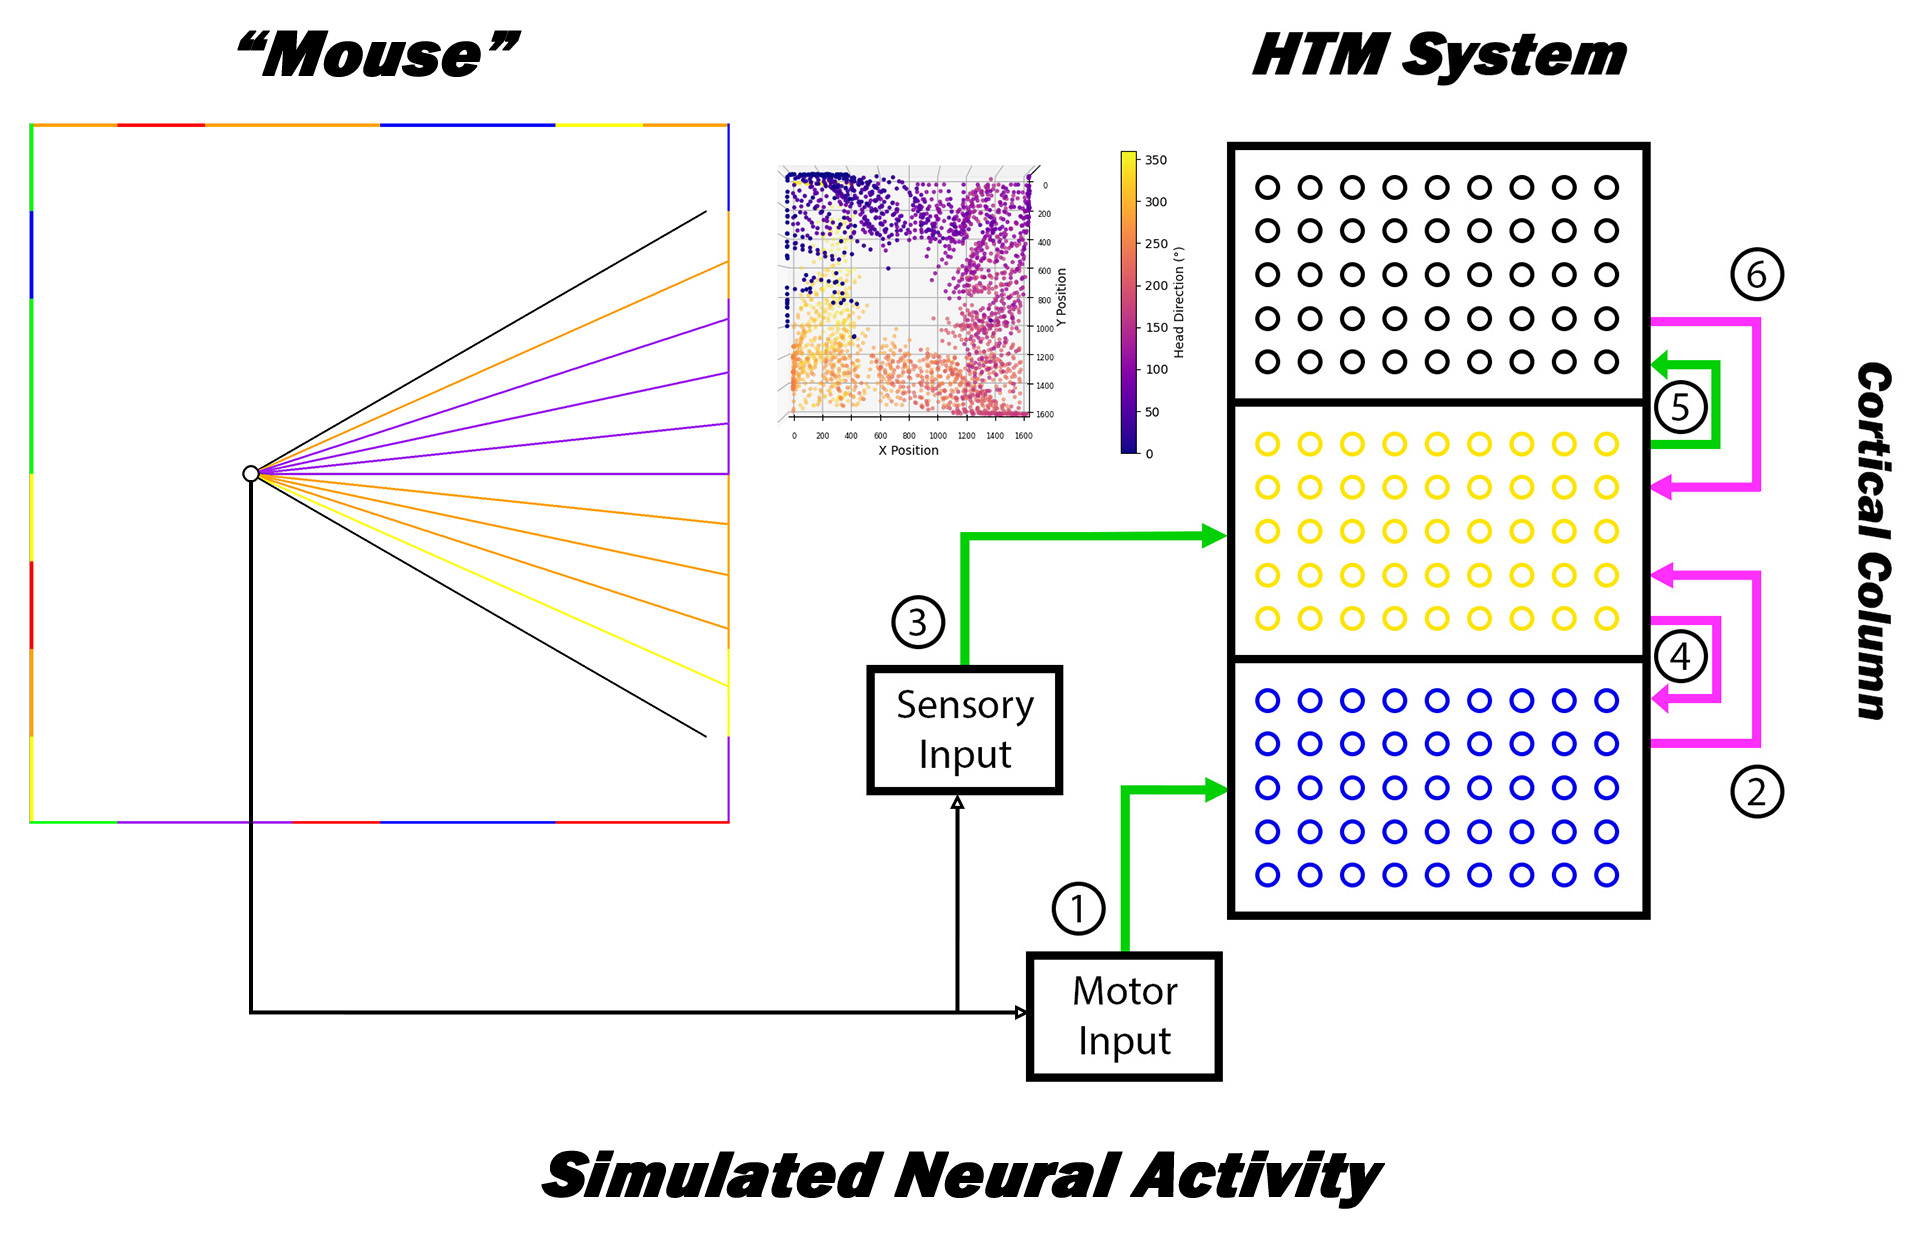 “Mouse”
HTM System
350
300
250
200
150
100
50
0
Head Direction (°)
0
200
400
600
800
1000
1200
1400
1600
Y Position
0 200 400 600 800 1000 1200 1400 1600
X Position
6
5
4
2
3
1
Cortical Column
Sensory
Input
Motor
Input
Simulated Neural Activity